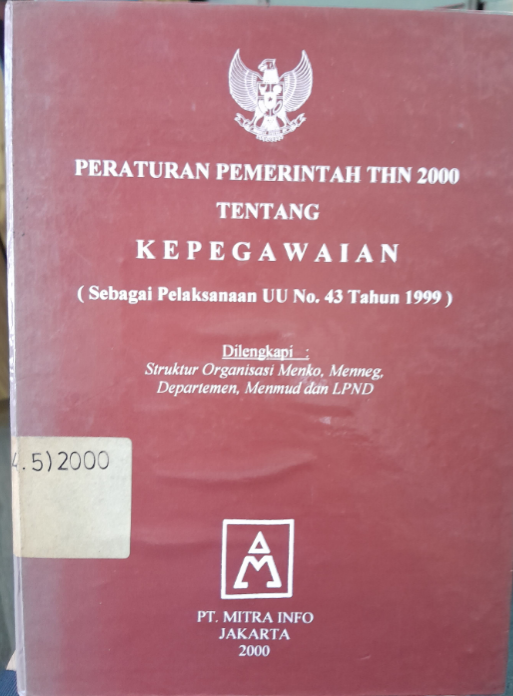 PERATURAN PEMERINTAH THN 2000
TENTANG
KEPEGAWAIAN
( Sebagai Pelaksanaan UU No. 43 Tahun 1999 )
Dilengkapi :
Struktur Organisasi Menko, Menneg,
Departemen, Menmud dan LPND
.5)2000
PT. MITRA INFO
JAKARTA
2000